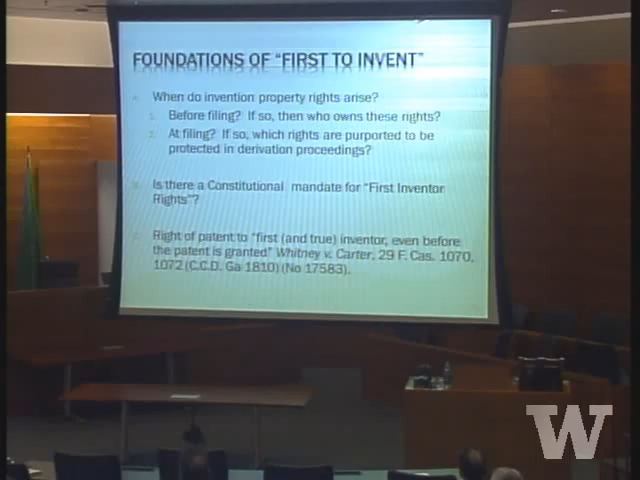 FOUNDATIONS OF "FIRST TO INVENT"
When do invention property rights arise?
1. Before filing? If so, then who owns these rights?
2. At filing? If so, which rights are purported to be
protected in derivation proceedings?
Is there a Constitutional mandate for "First Inventor
Rights"?
Right of patent to "first (and true) inventor, even before
the patent is granted" Whitney v. Carter, 29 F. Cas. 1070,
1072 (C.C.D. Ga 1810) (No 17583).
W